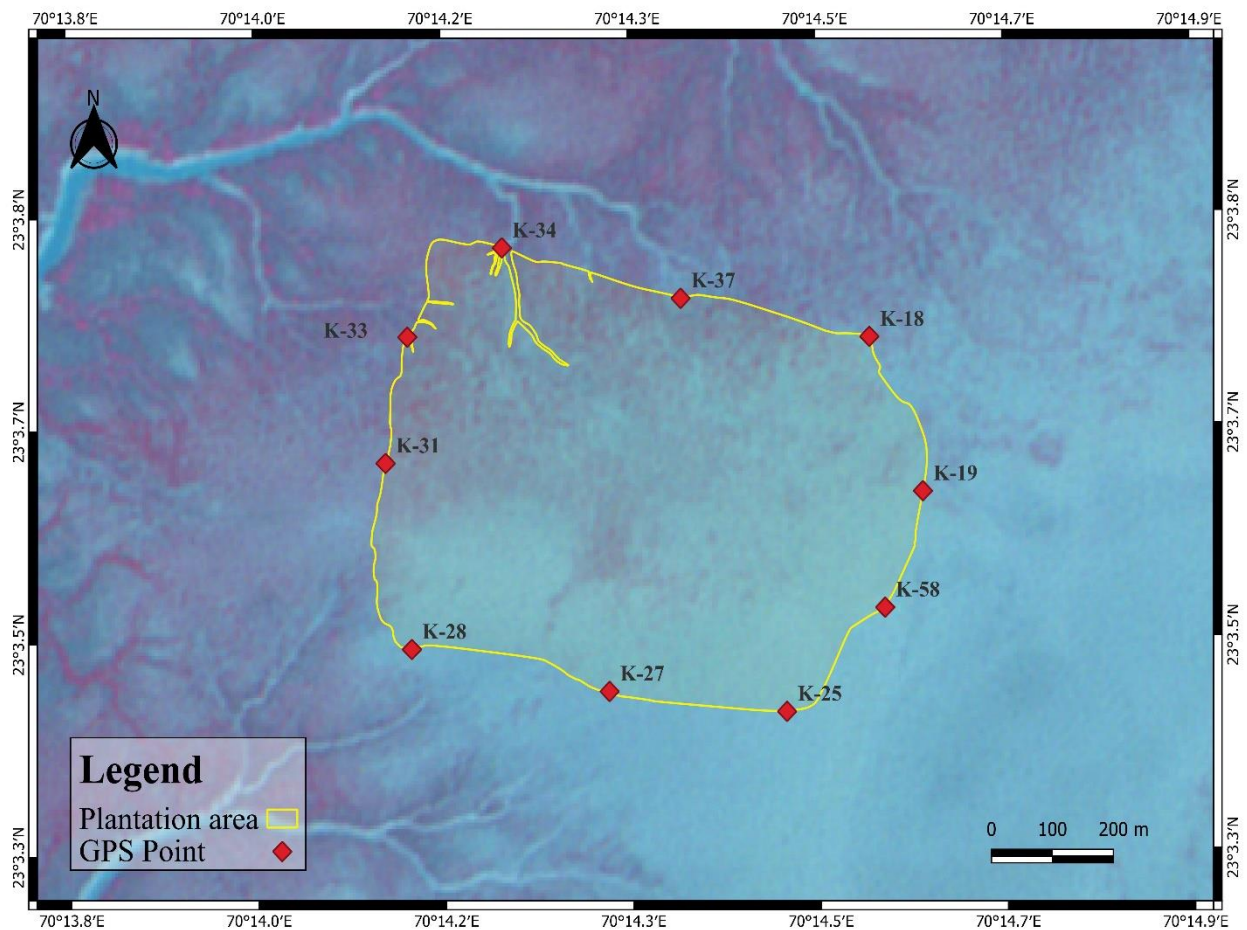 70°13.8'E 70°14.0'E 70°14.2'E 70°14.3'E 70°14.5'E 70°14.7'E 70°14.9'E
N
23°3.8'N 23°3.8'N
K-34
K-37
K-33
K-18
23°3.7'N 23°3.7'N
K-31
K-19
K-58
23°3.5'N 23°3.5'N
K-28
K-27
K-25
Legend
Plantation area
GPS Point
0 100 200 m
23°3.3'N 23°3.3'N
70°13.8'E 70°14.0'E 70°14.2'E 70°14.3'E 70°14.5'E 70°14.7'E 70°14.9'E